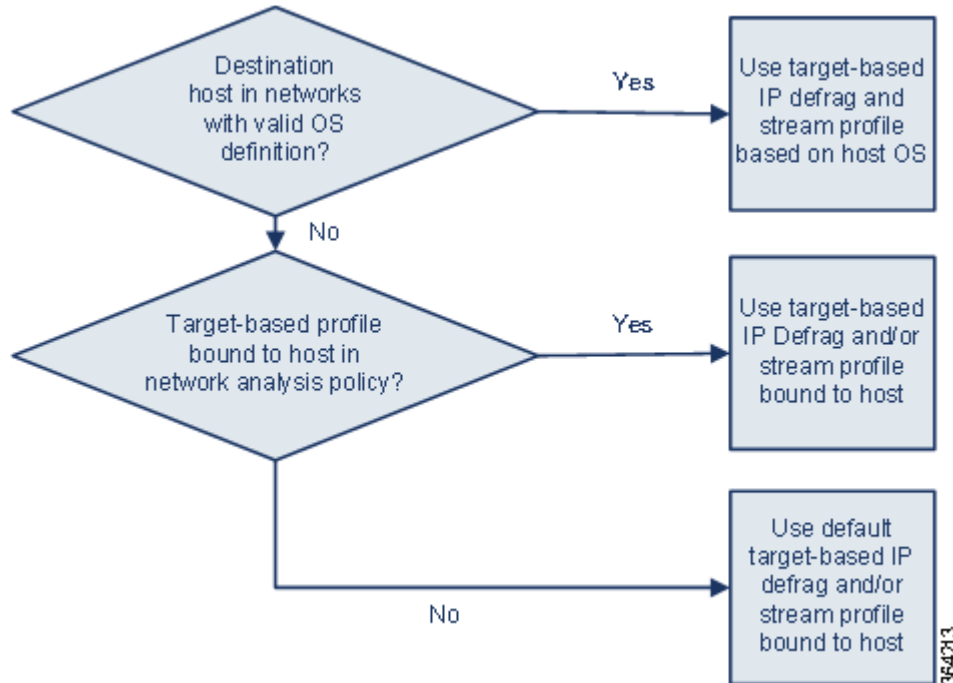 Destination
host in networks
with valid OS
definition?
Yes
Use target-based
IP defrag and
stream profile
based on host OS
No
Target-based profile
bound to host in
network analysis policy?
Yes
Use target-based
IP Defrag and/or
stream profile
bound to host
No
Use default
target-based IP
defrag and/or
stream profile
bound to host
364213